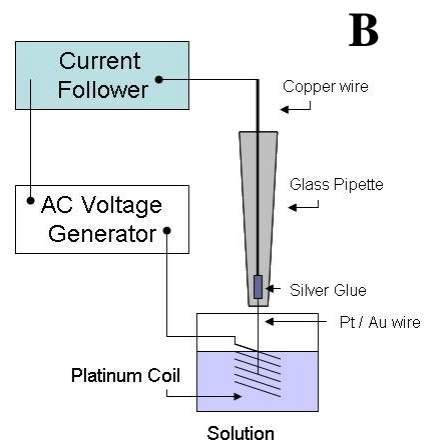 B
Current
Follower
Copper wire
Glass Pipette
AC Voltage
Generator
Silver Glue
Pt / Au wire
Platinum Coil
Solution